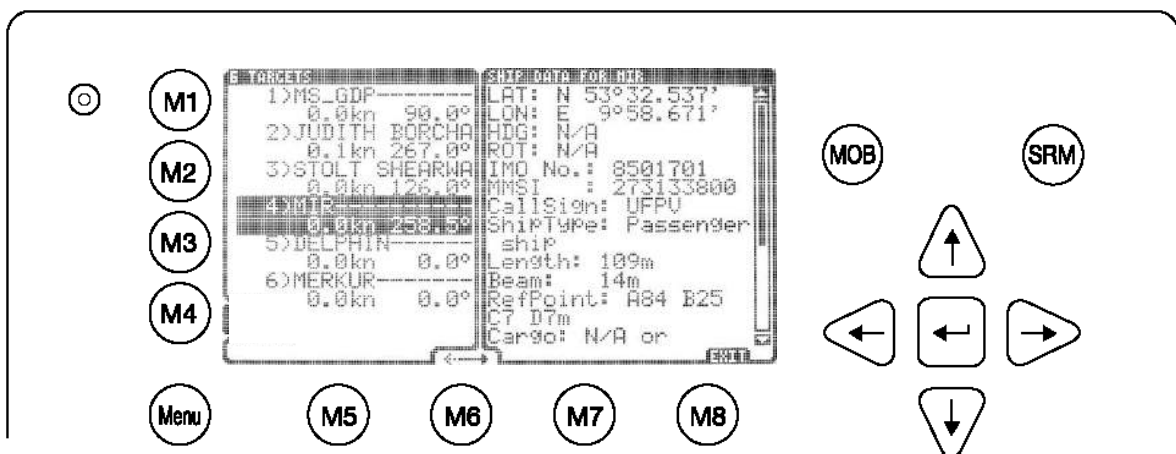 6 TARGETS
1)MS_GDP-------
0.0kn 90.0°
2)JUDITH BORCHA
0.1kn 267.0°
3)STOLT SHEARWA
0.0kn 126.0°
4)MIR----------
0.0kn 258.5°
5)DELPHIN------
0.0kn 0.0°
6)MERKUR-------
0.0kn 0.0°
SHIP DATA FOR MIR
LAT: N 53°32.537'
LON: E 9°58.671'
HDG: N/A
ROT: N/A
IMO No.: 8501701
MMSI : 273133800
CallSign: UFPV
ShipType: Passenger
ship
Length: 109m
Beam: 14m
RefPoint: A84 B25
C7 D7m
Cargo: N/A or
EXIT
M1
M2
M3
M4
Menu
M5
M6
M7
M8
MOB
SRM